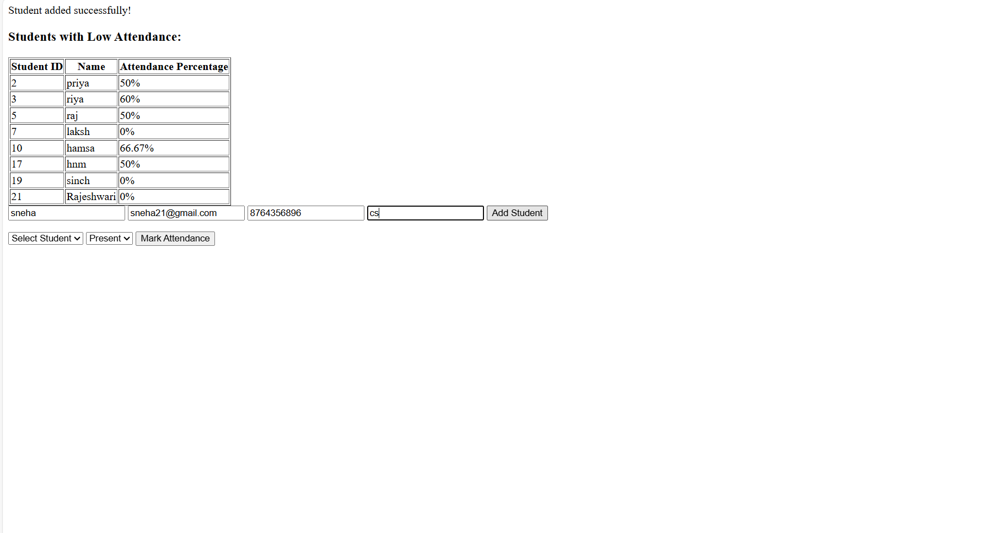 Student added successfully!
Students with Low Attendance:
Student ID Name Attendance Percentage
2 priya 50%
3 riya 60%
5 raj 50%
7 laksh 0%
10 hamsa 66.67%
17 hnm 50%
19 sinch 0%
21 Rajeshwari 0%
sneha sneha21@gmail.com 8764356896 cs Add Student
Select Student Present Mark Attendance